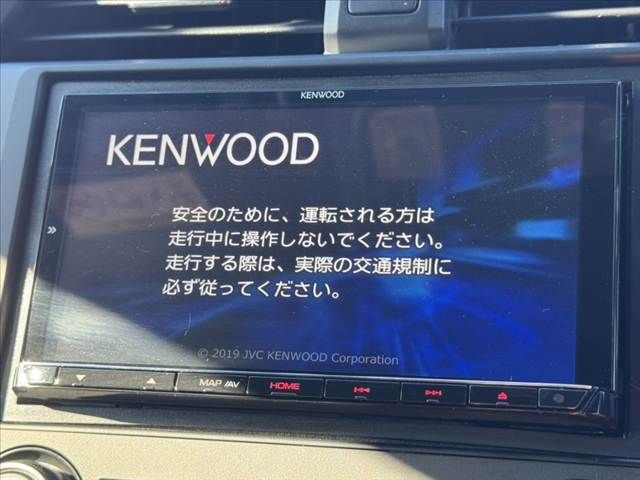 KENWOOD
KENWOOD
安全のために、運転される方は
走行中に操作しないでください。
走行する際は、実際の交通規制に
必ず従ってください。
© 2019 JVC KENWOOD Corporation
MAP/AV HOME